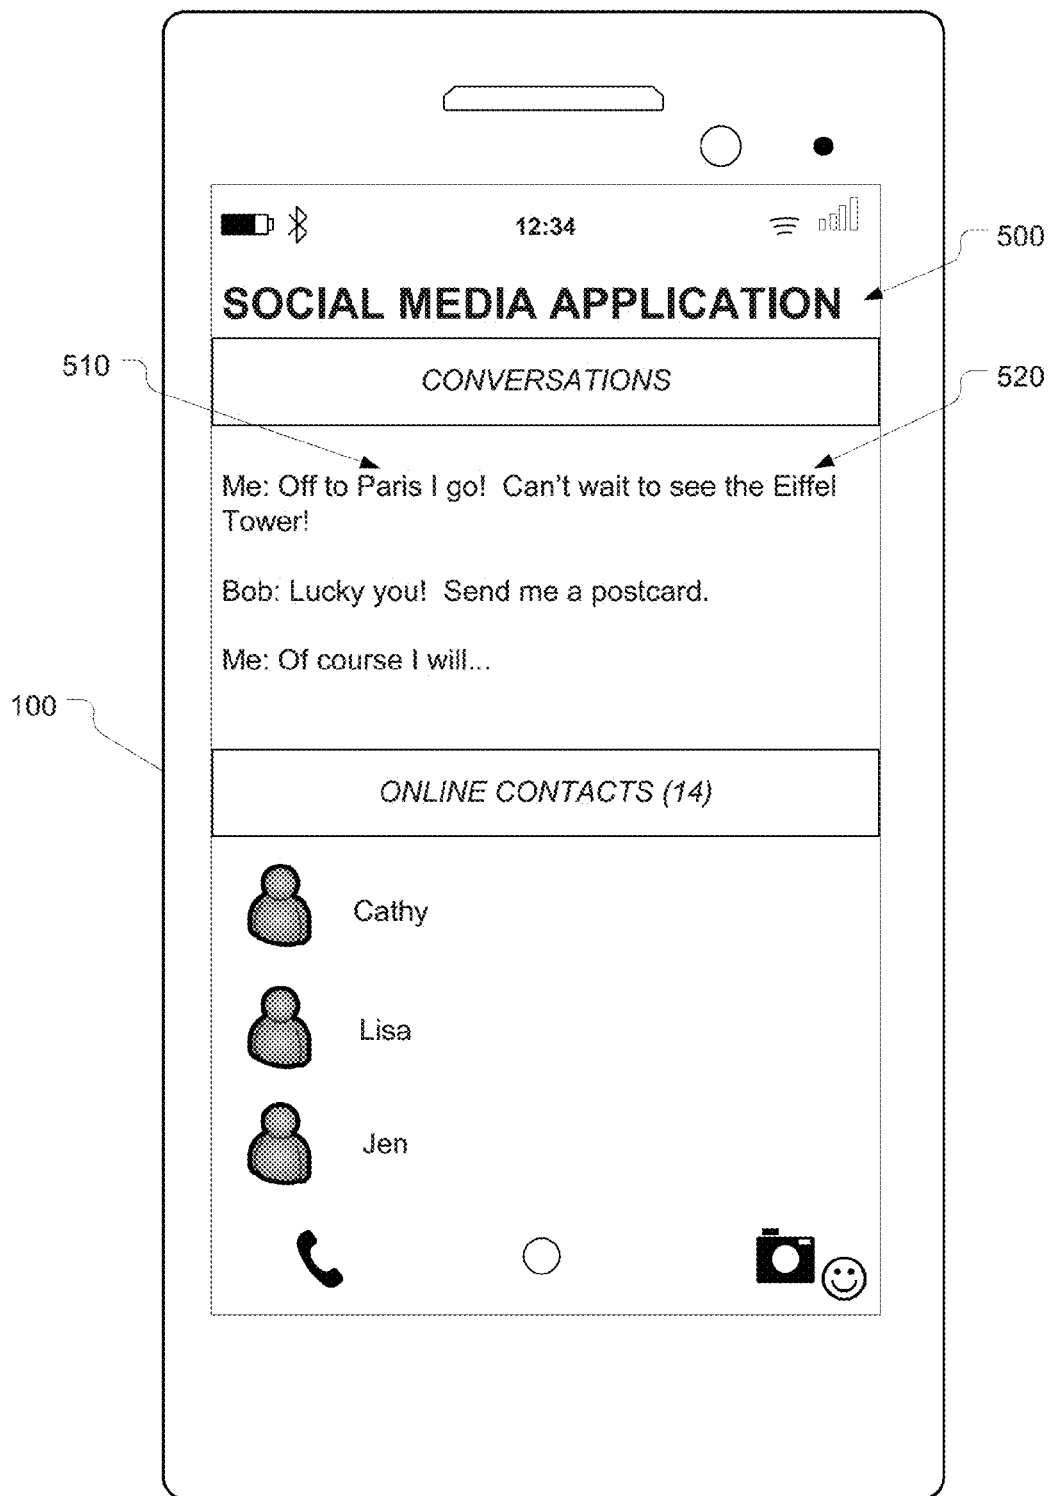 12:34
500
SOCIAL MEDIA APPLICATION
510
CONVERSATIONS
520
Me: Off to Paris I go!  Can't wait to see the Eiffel
Tower!
Bob: Lucky you!  Send me a postcard.
Me: Of course I will...
100
ONLINE CONTACTS (14)
Cathy
Lisa
Jen